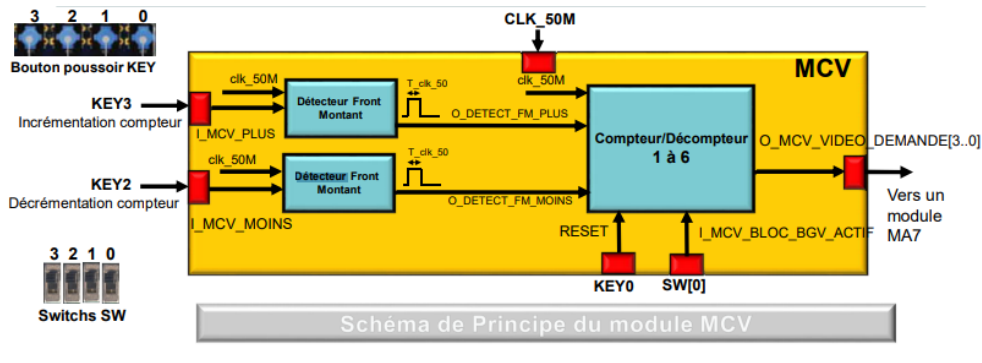 3 2 1 0
Bouton poussoir KEY
CLK_50M
MCV
clk_50M
KEY3
Incrémentation compteur
I_MCV_PLUS
Détecteur Front
Montant
T_clk_50
O_DETECT_FM_PLUS
clk_50M
KEY2
Décrémentation compteur
I_MCV_MOINS
Détecteur Front
Montant
T_clk_50
O_DETECT_FM_MOINS
clk_50M
Compteur/Décompteur
1 à 6
O_MCV_VIDEO_DEMANDE[3..0]
Vers un
module
MA7
RESET
I_MCV_BLOC_BGV_ACTIF
KEY0
SW[0]
3 2 1 0
Switchs SW
Schéma de Principe du module MCV